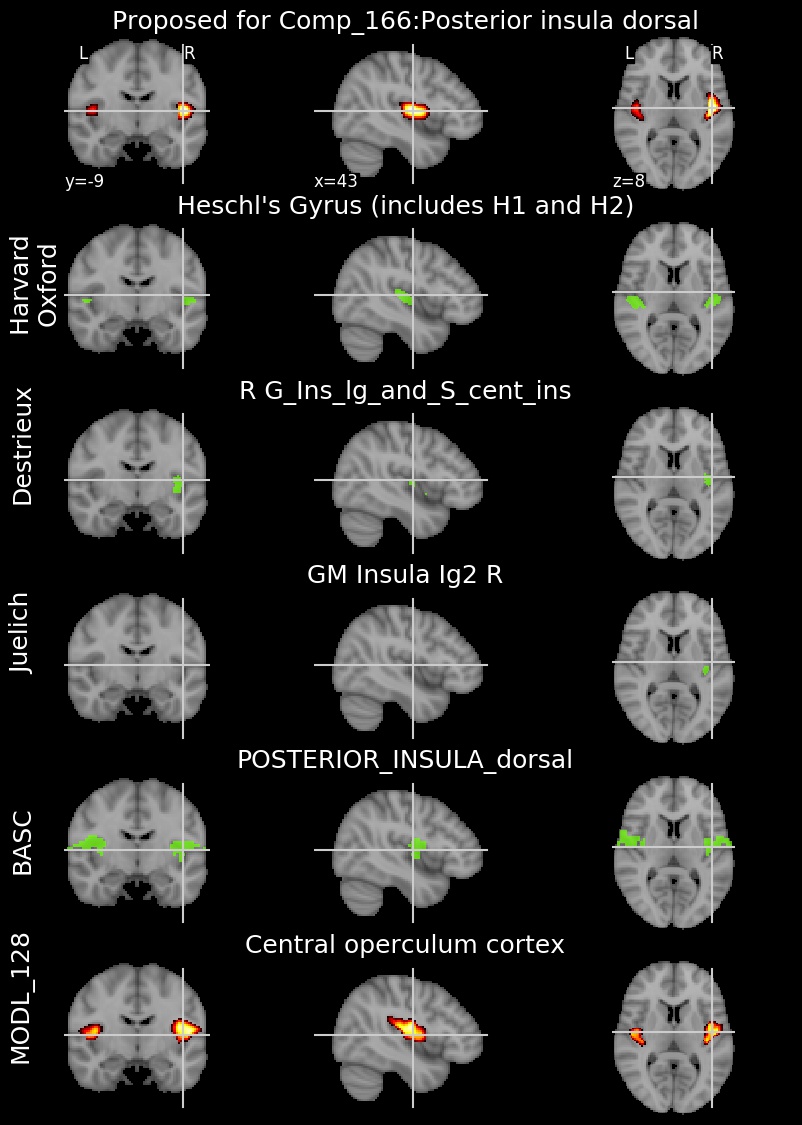 Proposed for Comp_166:Posterior insula dorsal
L R
L R
y=-9
x=43
z=8
Heschl's Gyrus (includes H1 and H2)
Harvard
Oxford
R G_Ins_lg_and_S_cent_ins
Destrieux
GM Insula Ig2 R
Juelich
POSTERIOR_INSULA_dorsal
BASC
Central operculum cortex
MODL_128